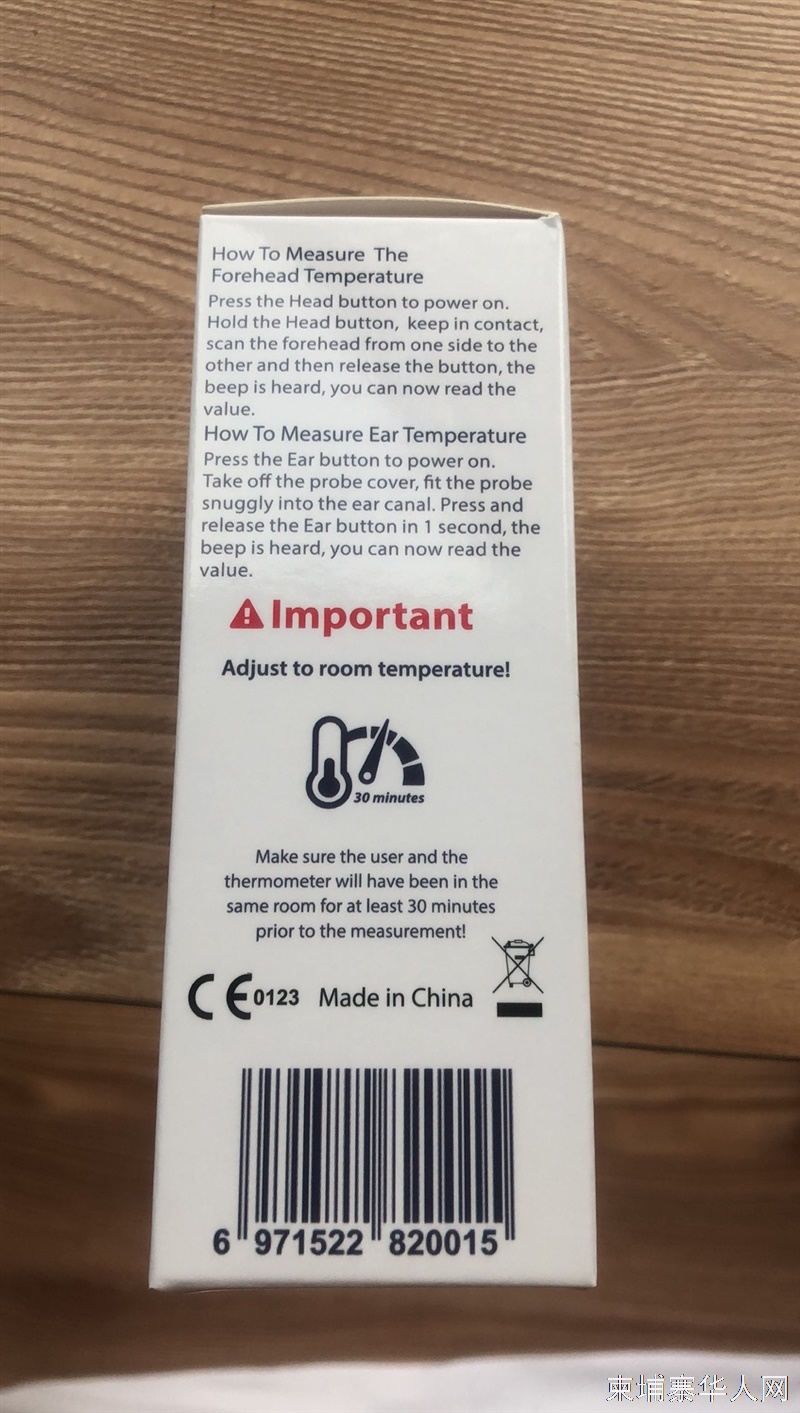 How To Measure The
Forehead Temperature
Press the Head button to power on.
Hold the Head button, keep in contact,
scan the forehead from one side to the
other and then release the button, the
beep is heard, you can now read the
value.
How To Measure Ear Temperature
Press the Ear button to power on.
Take off the probe cover, fit the probe
snuggly into the ear canal. Press and
release the Ear button in 1 second, the
beep is heard, you can now read the
value.
Important
Adjust to room temperature!
30 minutes
Make sure the user and the
thermometer will have been in the
same room for at least 30 minutes
prior to the measurement!
CE 0123 Made in China
6 971522 820015
柬埔寨华人网